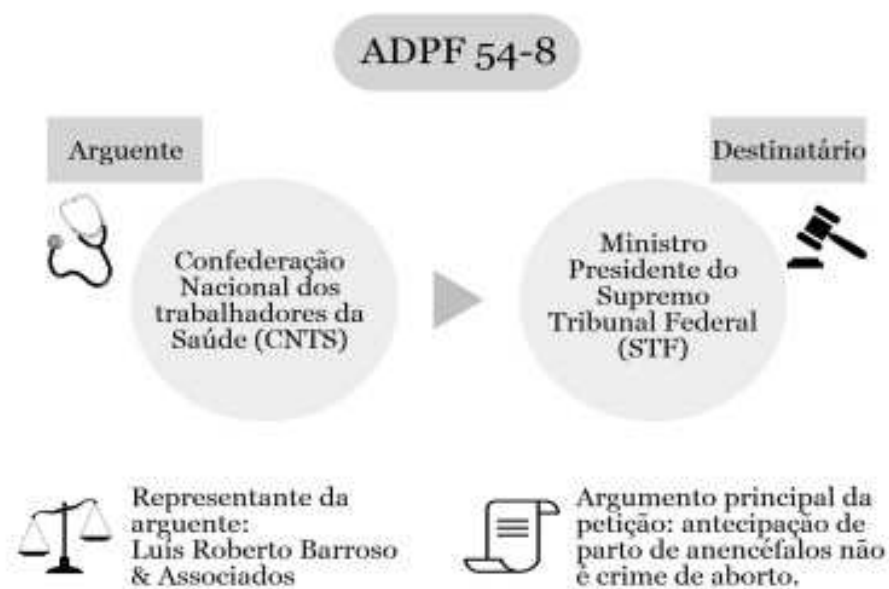 ADPF 54-8
Arguente
Destinatário
Confederação
Nacional dos
trabalhadores da
Saúde (CNTS)
Ministro
Presidente do
Supremo
Tribunal Federal
(STF)
Representante da
arguente:
Luís Roberto Barroso
& Associados
Argumento principal da
petição: antecipação de
parto de anencéfalos não
é crime de aborto.